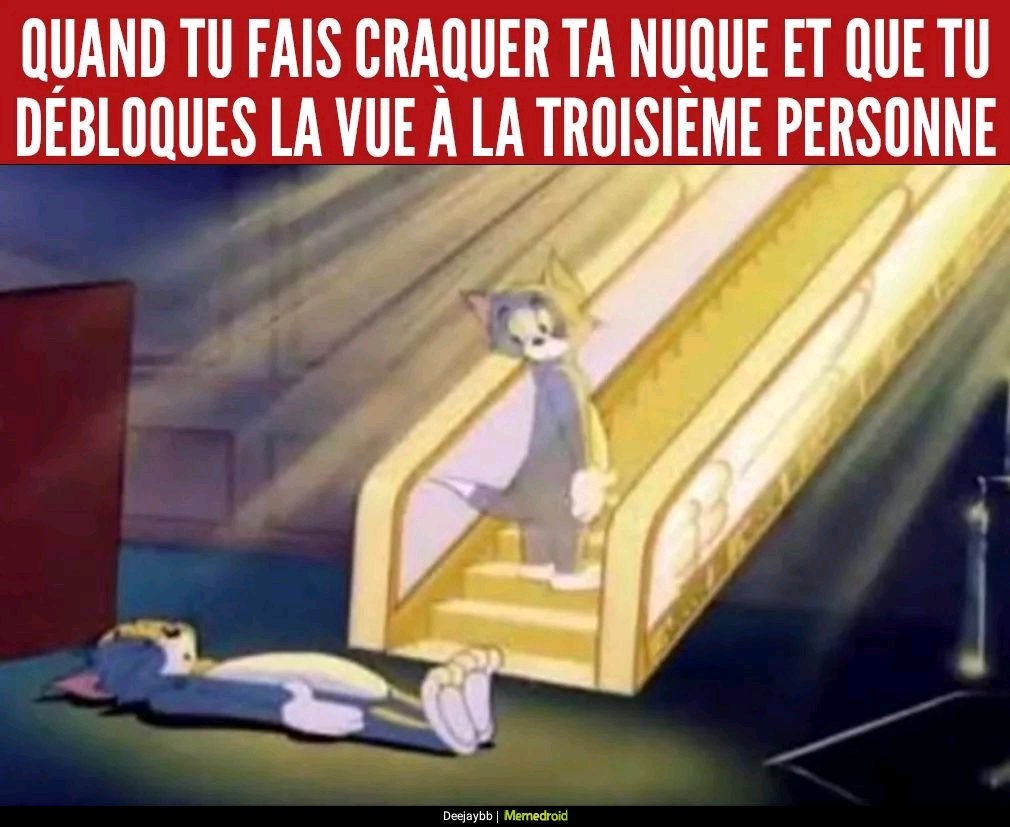 QUAND TU FAIS CRAQUER TA NUQUE ET QUE TU
DÉBLOQUES LA VUE À LA TROISIÈME PERSONNE
Deejaybb | Memedroid